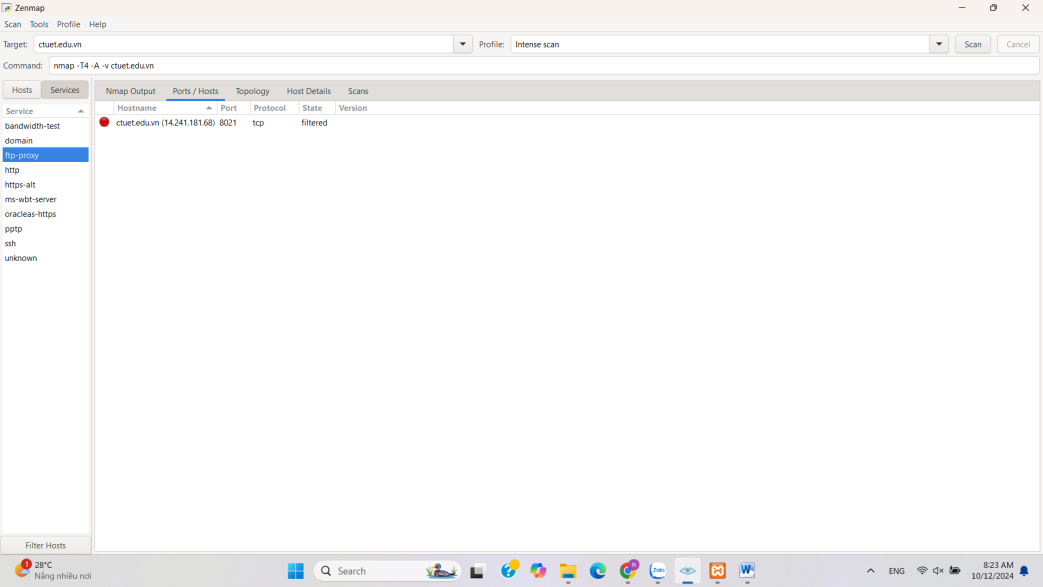 Zenmap
Scan Tools Profile Help
Target: ctuet.edu.vn Profile: Intense scan Scan Cancel
Command: nmap -T4 -A -v ctuet.edu.vn
Hosts Services Nmap Output Ports / Hosts Topology Host Details Scans
Service Hostname Port Protocol State Version
ctuet.edu.vn (14.241.181.68) 8021 tcp filtered
bandwidth-test
domain
ftp-proxy
http
https-alt
ms-wbt-server
oracleas-https
pptp
ssh
unknown
Filter Hosts
1 28°C
Nắng nhiều nơi
Search
N
Zalo
W
ENG
8:23 AM
10/12/2024